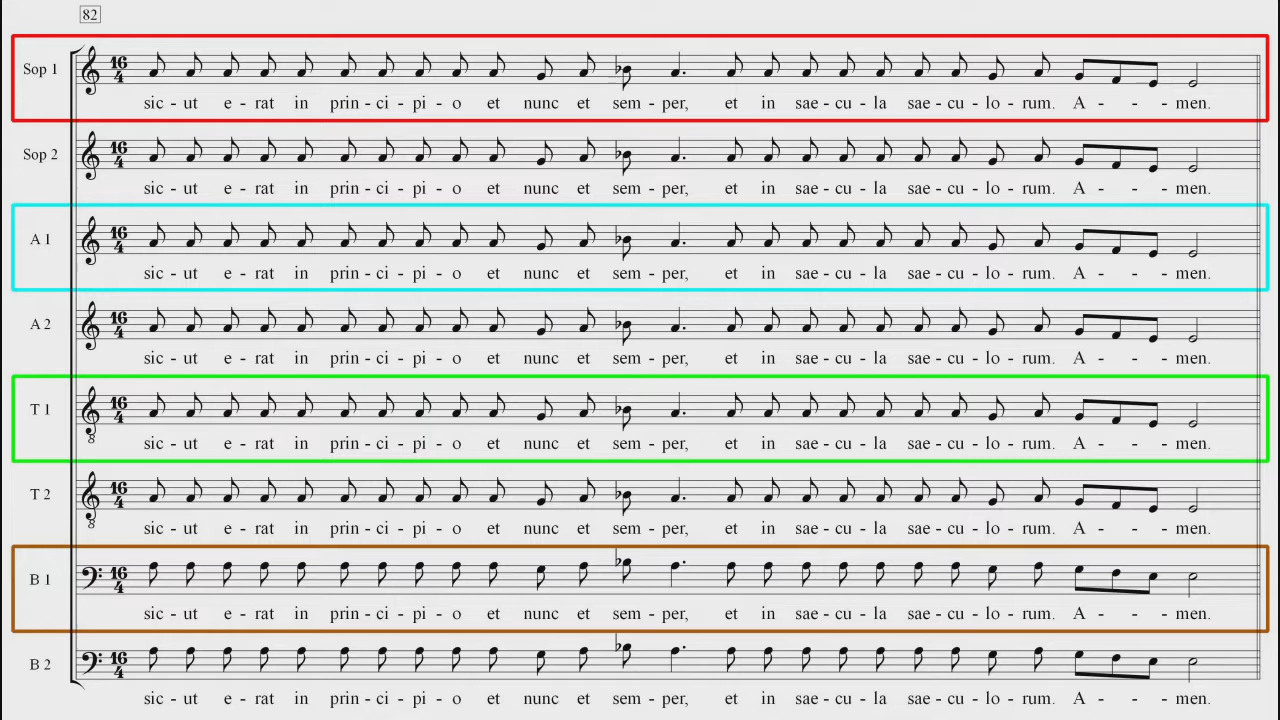 82
Sop 1
16
4
sic - ut e - rat in prin - ci - pi - o et nunc et sem - per, et in sae - cu - la sae - cu - lo - rum. A - - - men.
Sop 2
16
4
sic - ut e - rat in prin - ci - pi - o et nunc et sem - per, et in sae - cu - la sae - cu - lo - rum. A - - - men.
A 1
16
4
sic - ut e - rat in prin - ci - pi - o et nunc et sem - per, et in sae - cu - la sae - cu - lo - rum. A - - - men.
A 2
16
4
sic - ut e - rat in prin - ci - pi - o et nunc et sem - per, et in sae - cu - la sae - cu - lo - rum. A - - - men.
T 1
16
4
8
sic - ut e - rat in prin - ci - pi - o et nunc et sem - per, et in sae - cu - la sae - cu - lo - rum. A - - - men.
T 2
16
4
8
sic - ut e - rat in prin - ci - pi - o et nunc et sem - per, et in sae - cu - la sae - cu - lo - rum. A - - - men.
B 1
16
4
sic - ut e - rat in prin - ci - pi - o et nunc et sem - per, et in sae - cu - la sae - cu - lo - rum. A - - - men.
B 2
16
4
sic - ut e - rat in prin - ci - pi - o et nunc et sem - per, et in sae - cu - la sae - cu - lo - rum. A - - - men.